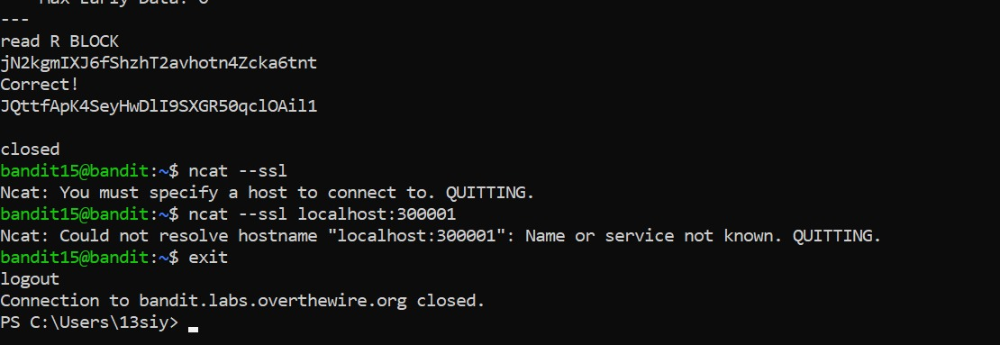 Max Early Data: 0
---
read R BLOCK
jN2kgmIXJ6fShzhT2avhotn4Zcka6tnt
Correct!
JQttfApK4SeyHwDlI9SXGR50qclOAil1
closed
bandit15@bandit:~$ ncat --ssl
Ncat: You must specify a host to connect to. QUITTING.
bandit15@bandit:~$ ncat --ssl localhost:300001
Ncat: Could not resolve hostname "localhost:300001": Name or service not known. QUITTING.
bandit15@bandit:~$ exit
logout
Connection to bandit.labs.overthewire.org closed.
PS C:\Users\13siy>